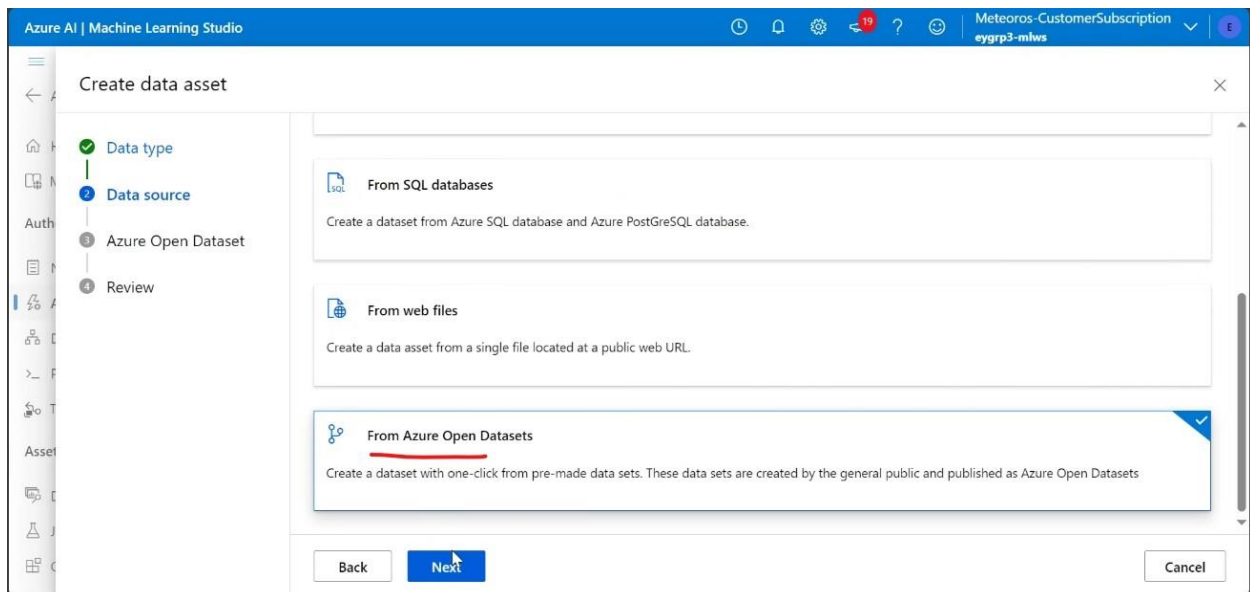 Azure AI | Machine Learning Studio
19
Meteoros-CustomerSubscription
eygrp3-mlws
E
Create data asset
Data type
2 Data source
3 Azure Open Dataset
4 Review
Auth
Asset
SQL
From SQL databases
Create a dataset from Azure SQL database and Azure PostGreSQL database.
From web files
Create a data asset from a single file located at a public web URL.
From Azure Open Datasets
Create a dataset with one-click from pre-made data sets. These data sets are created by the general public and published as Azure Open Datasets
Back
Next
Cancel